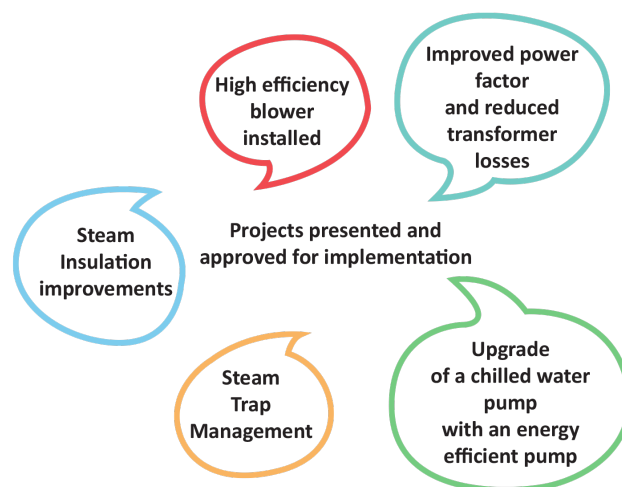 High efficiency
blower
installed
Improved power
factor
and reduced
transformer
losses
Steam
Insulation
improvements
Projects presented and
approved for implementation
Steam
Trap
Management
Upgrade
of a chilled water
pump
with an energy
efficient pump